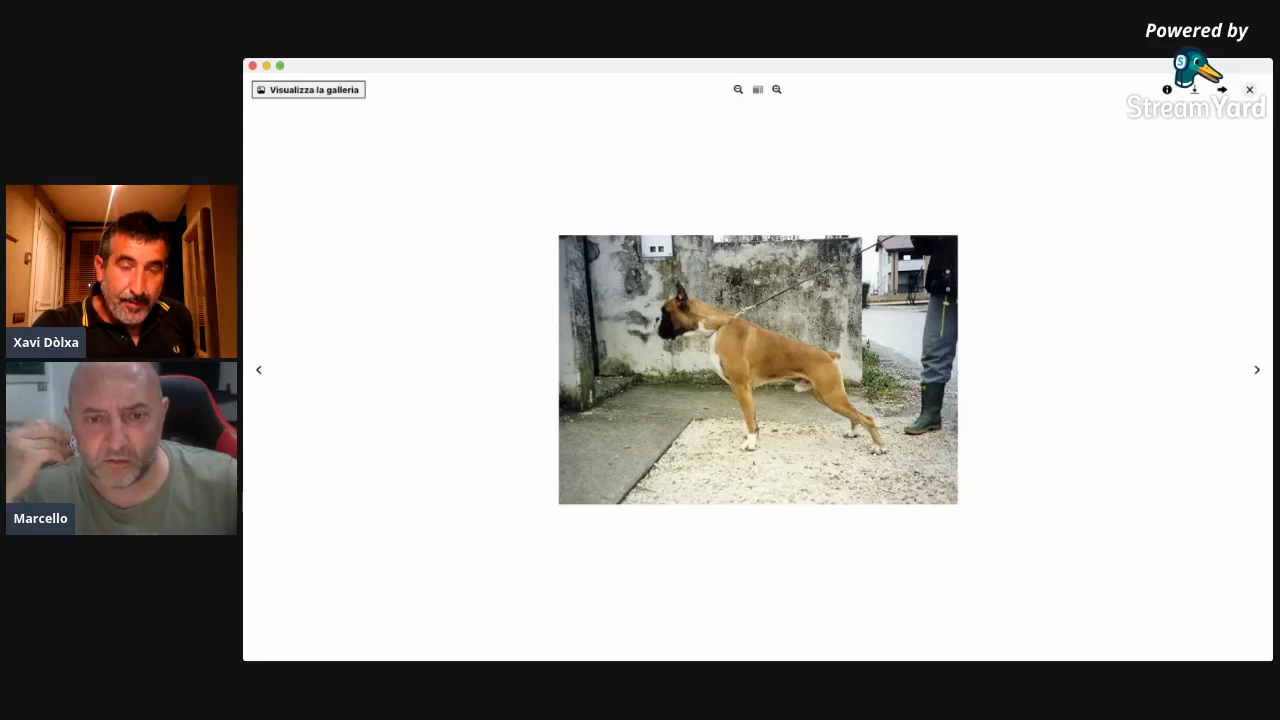 Powered by
StreamYard
Visualizza la galleria
Xavi Dòlxa
Marcello